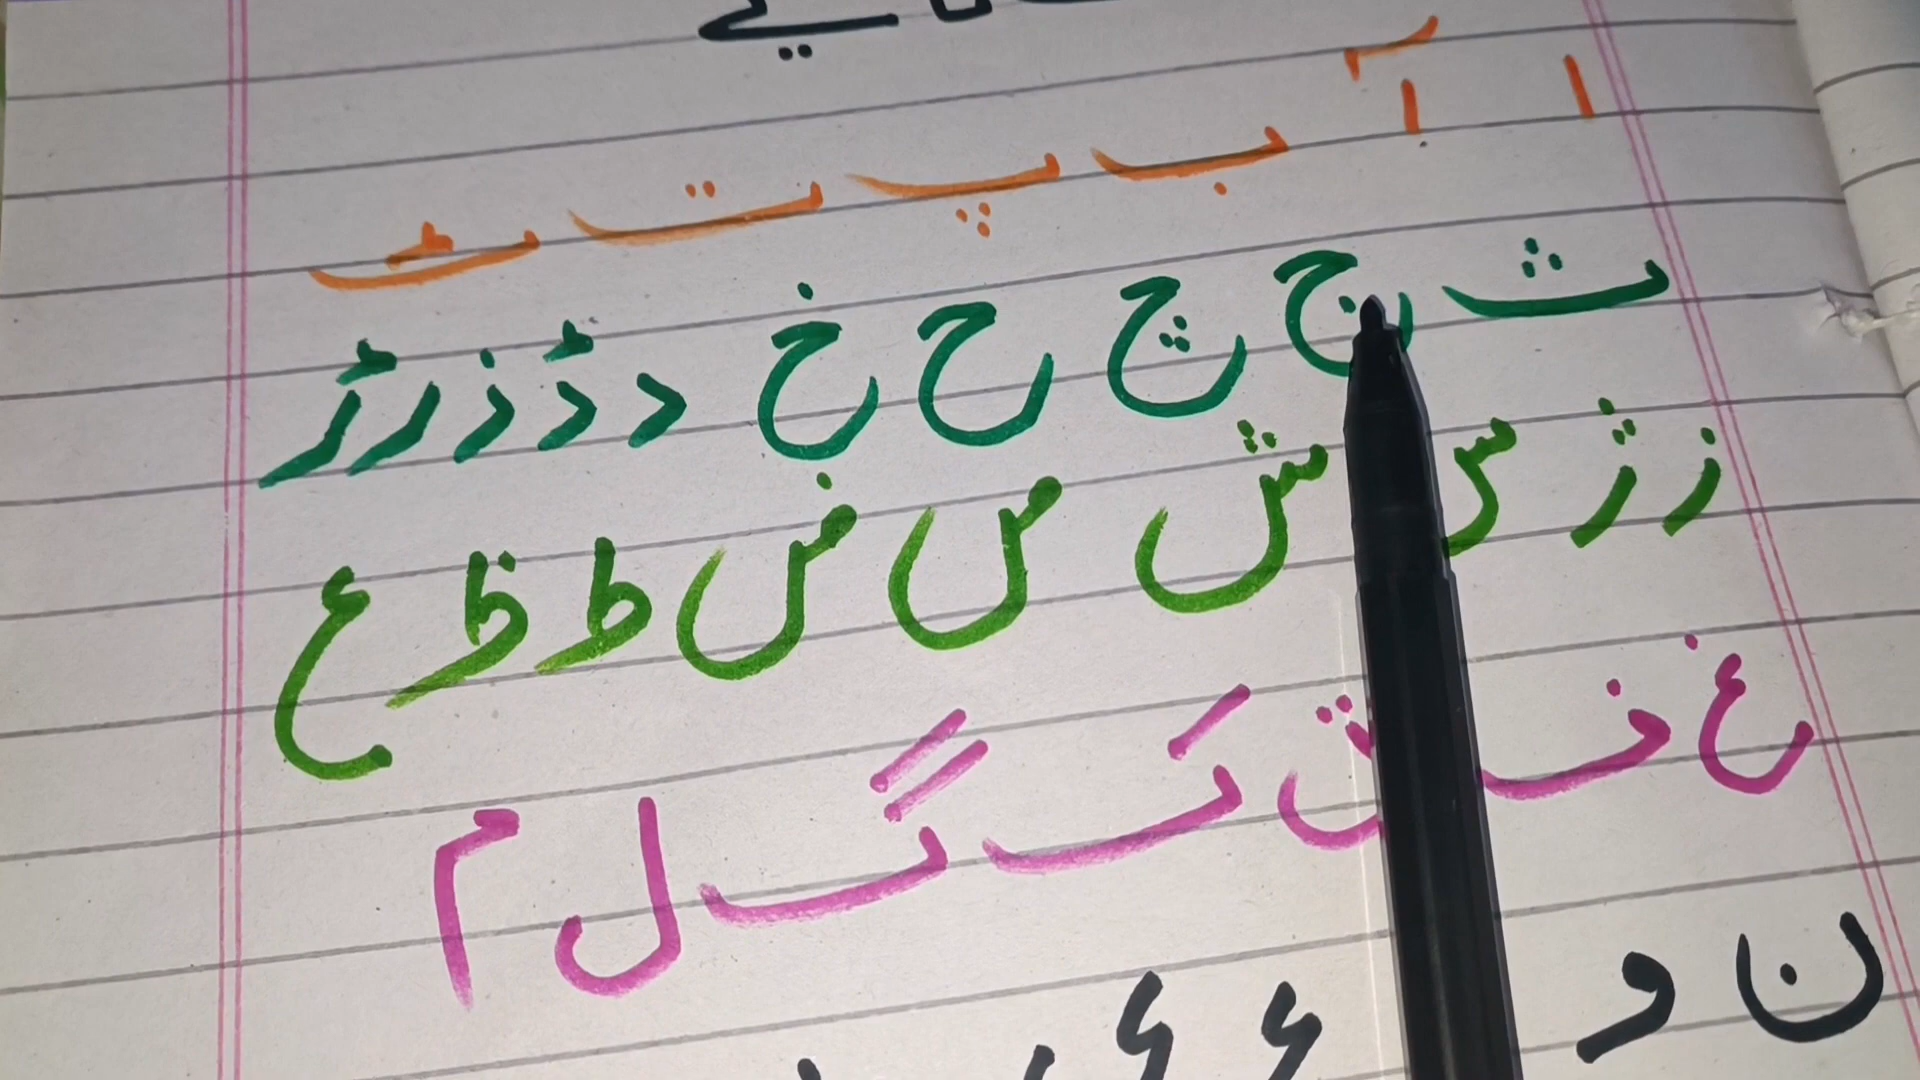 ا آ ب پ ت ٹ
ث ج چ ح خ د ڈ ذ ر ڑ
ز ژ س ش ص ض ط ظ ع
غ ف ق ک گ ل م
ن و